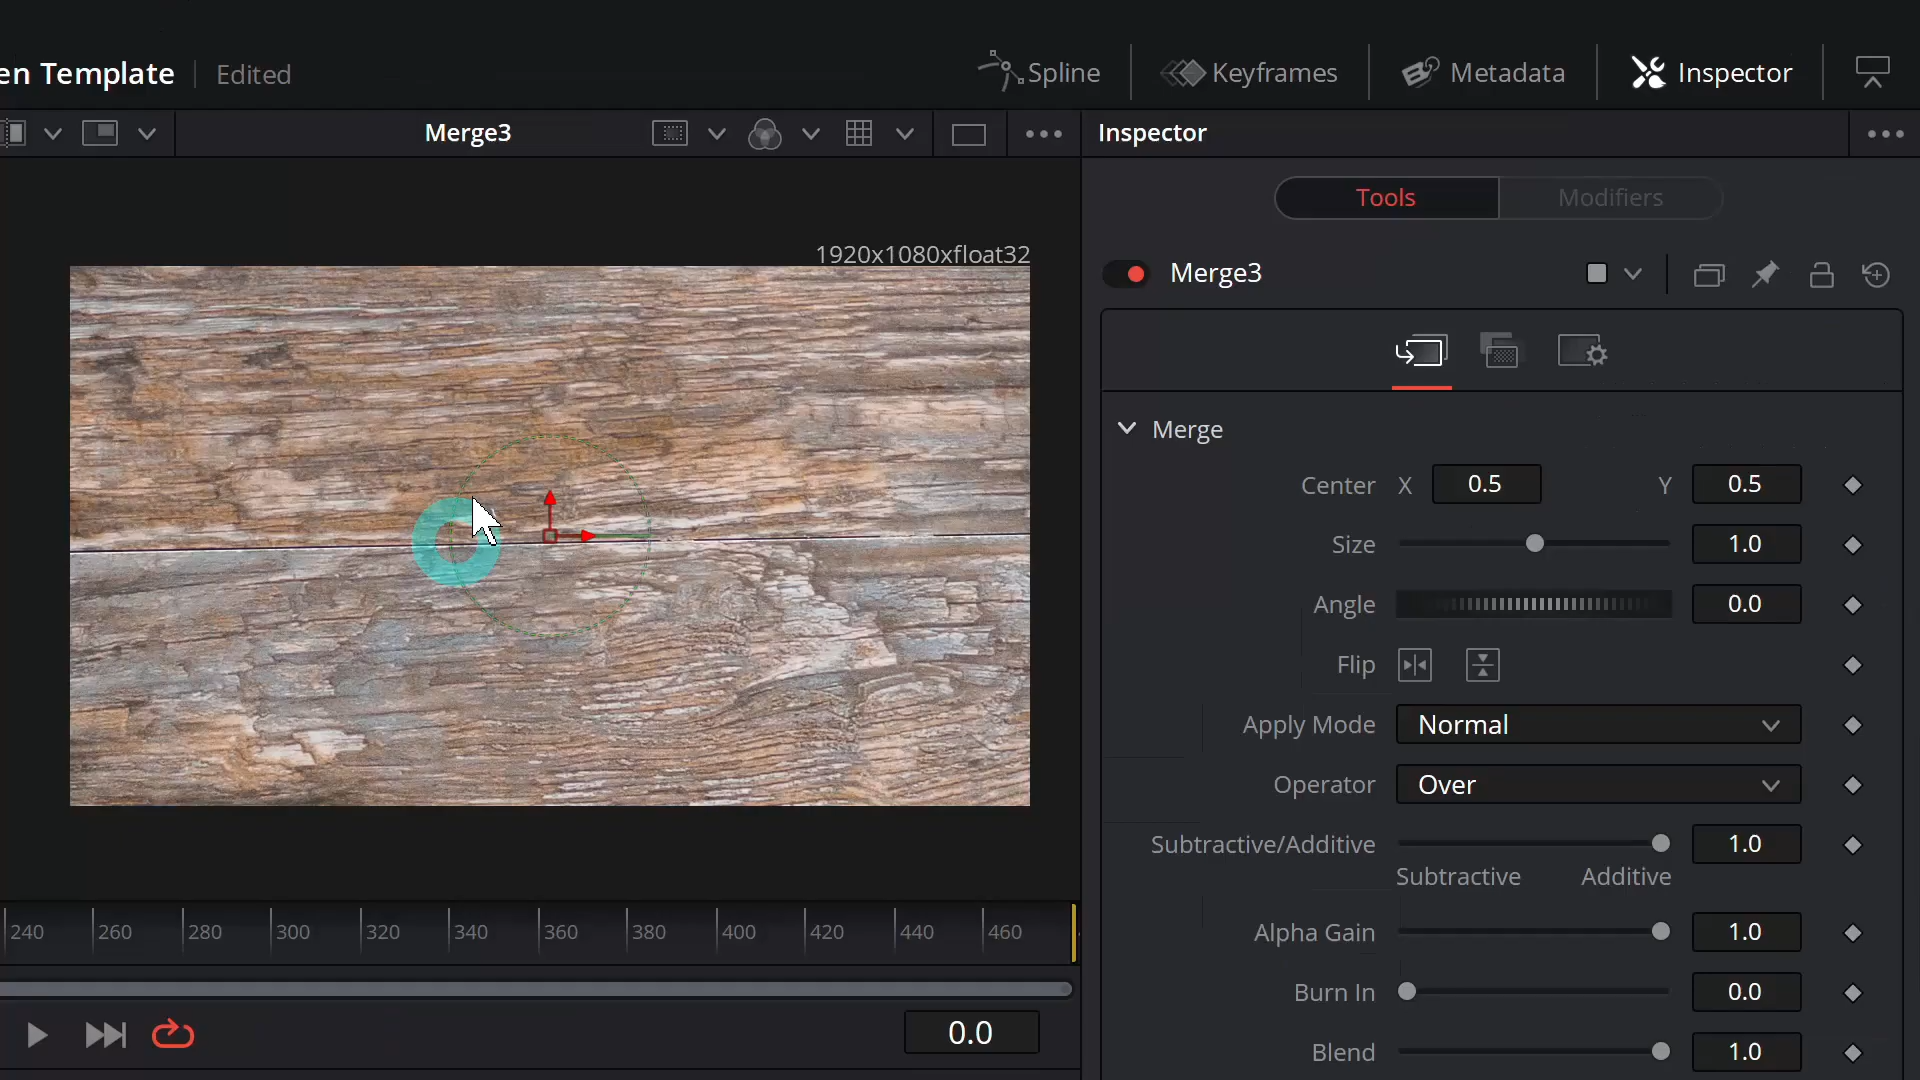 en Template Edited
Spline Keyframes Metadata Inspector
Merge3
Inspector
Tools Modifiers
1920x1080xfloat32
Merge3
Merge
Center X 0.5 Y 0.5
Size 1.0
Angle 0.0
Flip
Apply Mode Normal
Operator Over
Subtractive/Additive 1.0
Subtractive Additive
Alpha Gain 1.0
Burn In 0.0
Blend 1.0
240 260 280 300 320 340 360 380 400 420 440 460
0.0